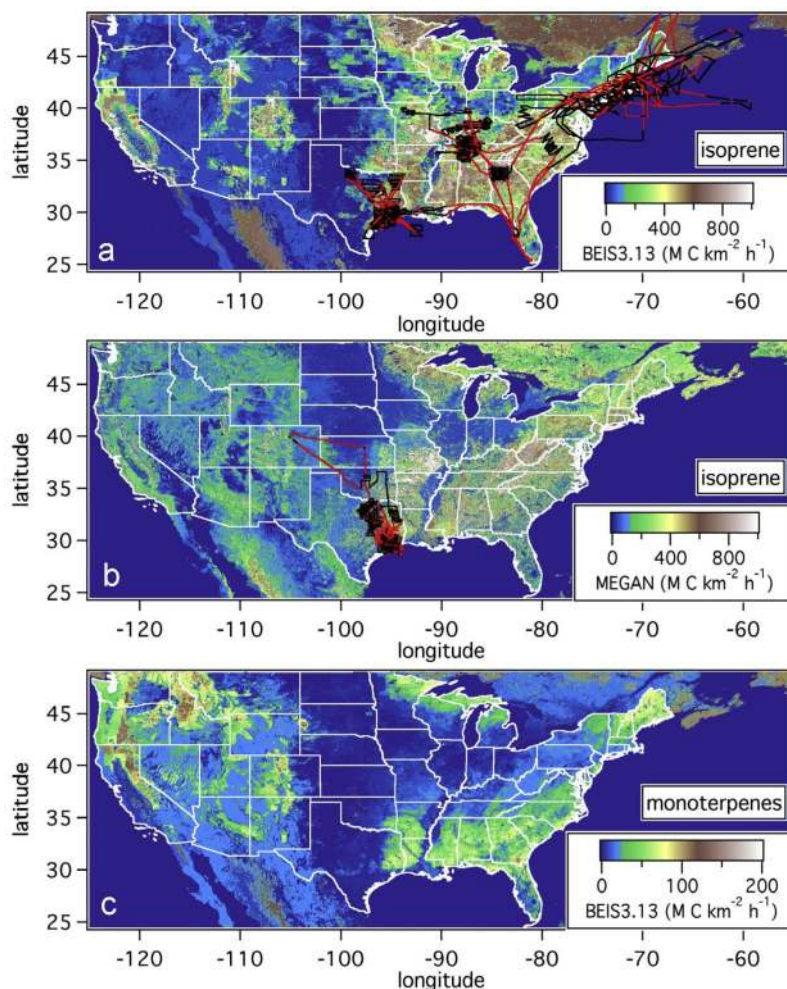 latitude
45
40
35
30
25
a
isoprene
0 400 800
BEIS3.13 (M C km⁻² h⁻¹)
-120 -110 -100 -90 -80 -70 -60
longitude
latitude
45
40
35
30
25
b
isoprene
0 400 800
MEGAN (M C km⁻² h⁻¹)
-120 -110 -100 -90 -80 -70 -60
longitude
latitude
45
40
35
30
25
c
monoterpenes
0 100 200
BEIS3.13 (M C km⁻² h⁻¹)
-120 -110 -100 -90 -80 -70 -60
longitude